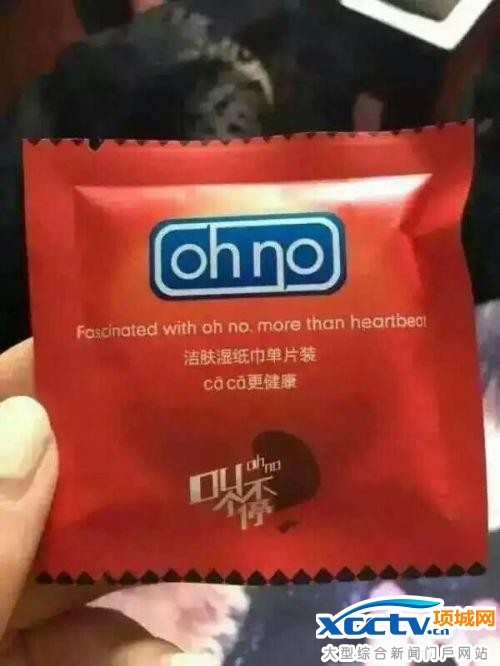 oh no
Fascinated with oh no, more than heartbeat
洁肤湿纸巾单片装
cā cā更健康
叫个不停
oh no
xcctv.cn 项城网
大型综合新闻门戶网站